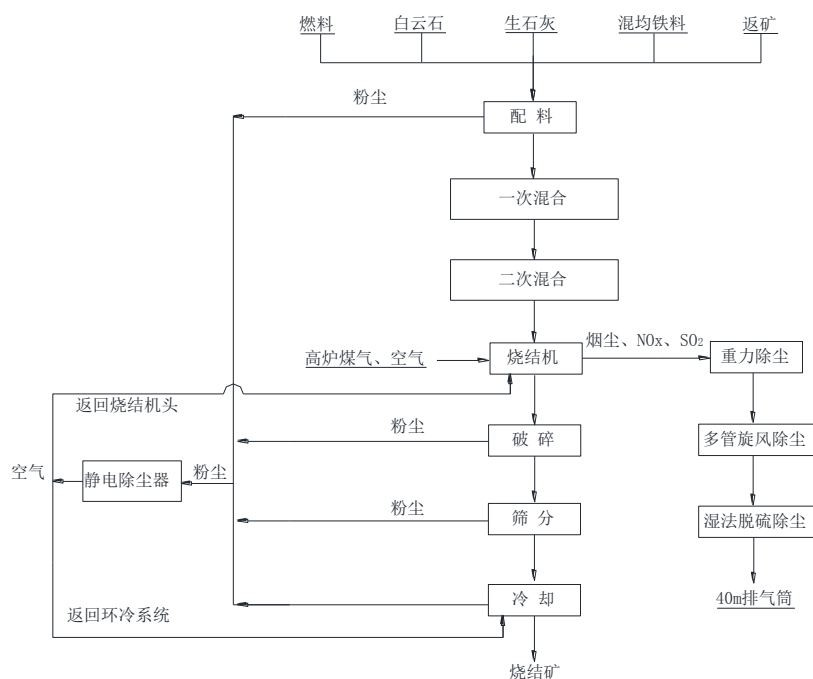 燃料 白云石 生石灰 混均铁料 返矿
粉尘
配 料
一次混合
二次混合
烟尘、NOx、SO₂
高炉煤气、空气
烧结机
重力除尘
返回烧结机头
粉尘
破 碎
多管旋风除尘
空气
静电除尘器
粉尘
粉尘
筛 分
湿法脱硫除尘
冷 却
40m排气筒
返回环冷系统
烧结矿